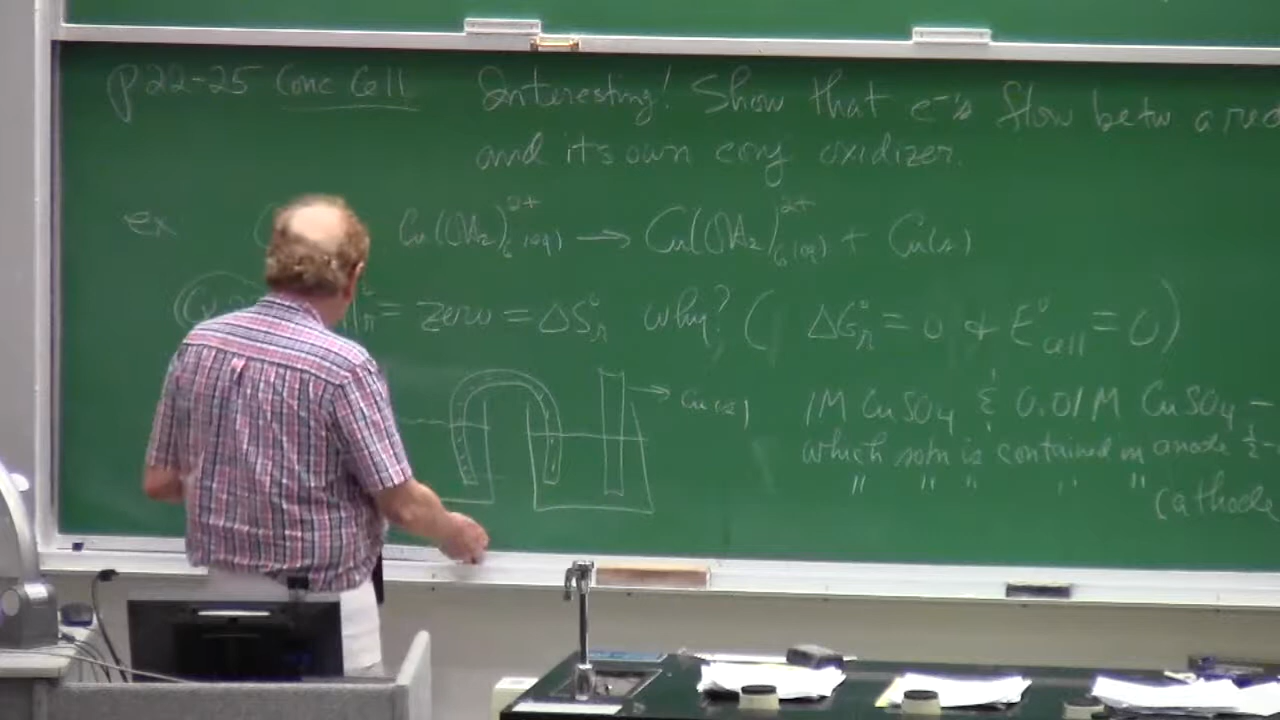 p22-25 Conc Cell Interesting! Show that e⁻'s flow betw a red
and its own conj oxidizer.
ex Cu(OH₂)₆²⁺(aq) → Cu(OH₂)₆²⁺(aq) + Cu(s)
= zero = ΔS°ᵣ why? ( ΔG°ᵣ = 0 & E°cell = 0 )
→ Cu(s) 1M CuSO₄ & 0.01M CuSO₄ -
which soln is contained in anode ½-
" " " " " cathode